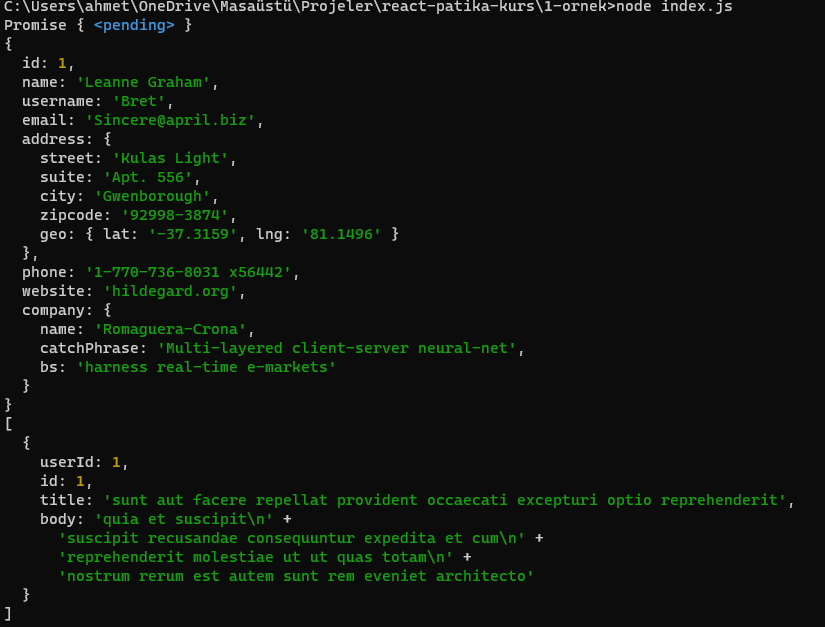 C:\Users\ahmet\OneDrive\Masaüstü\Projeler\react-patika-kurs\1-ornek>node index.js
Promise { <pending> }
{
  id: 1,
  name: 'Leanne Graham',
  username: 'Bret',
  email: 'Sincere@april.biz',
  address: {
    street: 'Kulas Light',
    suite: 'Apt. 556',
    city: 'Gwenborough',
    zipcode: '92998-3874',
    geo: { lat: '-37.3159', lng: '81.1496' }
  },
  phone: '1-770-736-8031 x56442',
  website: 'hildegard.org',
  company: {
    name: 'Romaguera-Crona',
    catchPhrase: 'Multi-layered client-server neural-net',
    bs: 'harness real-time e-markets'
  }
}
[
  {
    userId: 1,
    id: 1,
    title: 'sunt aut facere repellat provident occaecati excepturi optio reprehenderit',
    body: 'quia et suscipit\n' +
      'suscipit recusandae consequuntur expedita et cum\n' +
      'reprehenderit molestiae ut ut quas totam\n' +
      'nostrum rerum est autem sunt rem eveniet architecto'
  }
]